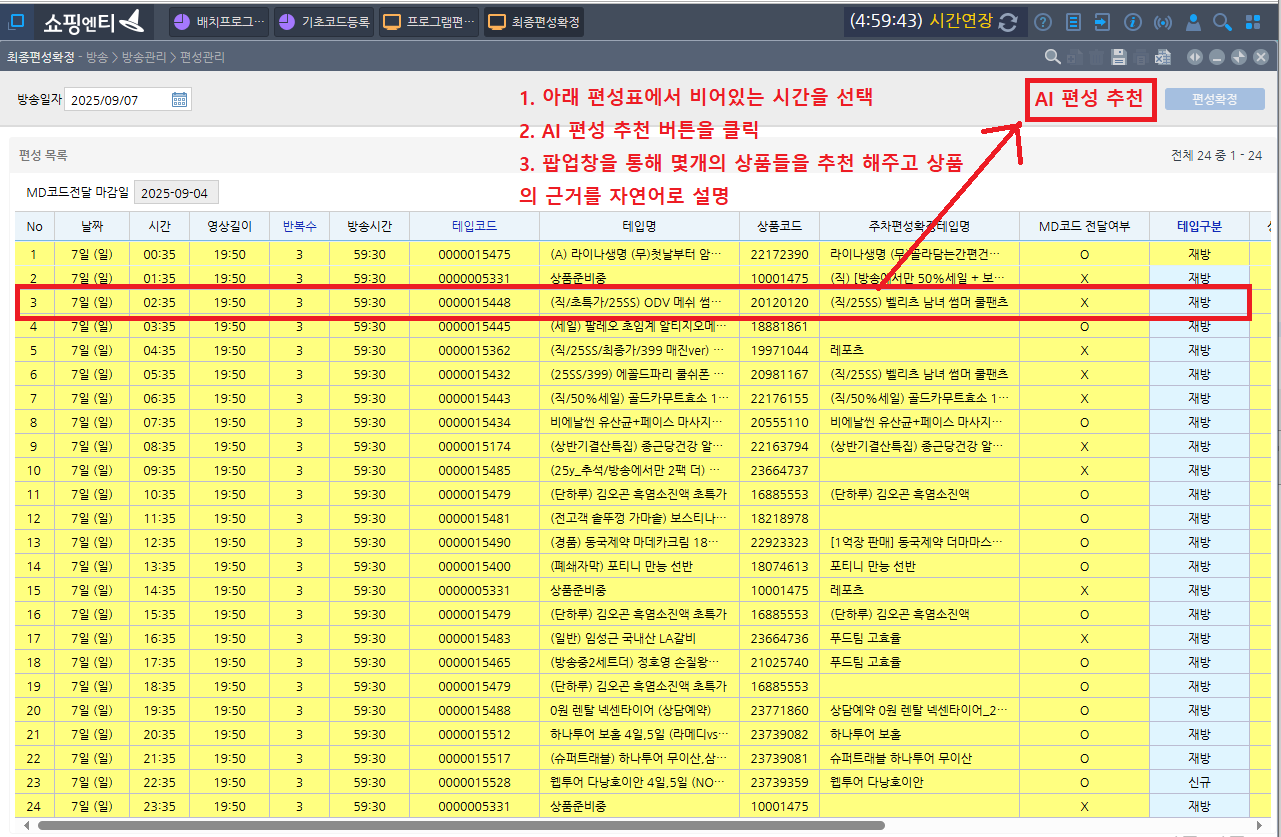 쇼핑엔티 배치프로그··· 기초코드등록 프로그램편··· 최종편성확정 (4:59:43) 시간연장
최종편성확정 - 방송 > 방송관리 > 편성관리
방송일자 2025/09/07 편성확정
AI 편성 추천
1. 아래 편성표에서 비어있는 시간을 선택
2. AI 편성 추천 버튼을 클릭
3. 팝업창을 통해 몇개의 상품들을 추천 해주고 상품
의 근거를 자연어로 설명
편성 목록 전체 24 중 1 - 24
MD코드전달 마감일 2025-09-04
No 날짜 시간 영상길이 반복수 방송시간 테입코드 테입명 상품코드 주차편성확정테입명 MD코드 전달여부 테입구분
1 7일 (일) 00:35 19:50 3 59:30 0000015475 (A) 라이나생명 (무)첫날부터 암··· 22172390 라이나생명 (무)골라담는간편건··· O 재방
2 7일 (일) 01:35 19:50 3 59:30 0000005331 상품준비중 10001475 (직) [방송에서만 50%세일 + 보··· X 재방
3 7일 (일) 02:35 19:50 3 59:30 0000015448 (직/초특가/25SS) ODV 메쉬 썸··· 20120120 (직/25SS) 벨리츠 남녀 썸머 쿨팬츠 X 재방
4 7일 (일) 03:35 19:50 3 59:30 0000015445 (세일) 팔레오 초임계 알티지오메··· 18881861 O 재방
5 7일 (일) 04:35 19:50 3 59:30 0000015362 (직/25SS/최종가/399 매진ver) ··· 19971044 레포츠 X 재방
6 7일 (일) 05:35 19:50 3 59:30 0000015432 (25SS/399) 에꼴드파리 쿨쉬폰 ··· 20981167 (직/25SS) 벨리츠 남녀 썸머 쿨팬츠 X 재방
7 7일 (일) 06:35 19:50 3 59:30 0000015443 (직/50%세일) 골드카무트효소 1··· 22176155 (직/50%세일) 골드카무트효소 1··· X 재방
8 7일 (일) 07:35 19:50 3 59:30 0000015434 비에날씬 유산균+페이스 마사지··· 20555110 비에날씬 유산균+페이스 마사지··· O 재방
9 7일 (일) 08:35 19:50 3 59:30 0000015174 (상반기결산특집) 종근당건강 알··· 22163794 (상반기결산특집) 종근당건강 알··· X 재방
10 7일 (일) 09:35 19:50 3 59:30 0000015485 (25y_추석/방송에서만 2팩 더) ··· 23664737 X 재방
11 7일 (일) 10:35 19:50 3 59:30 0000015479 (단하루) 김오곤 흑염소진액 초특가 16885553 (단하루) 김오곤 흑염소진액 O 재방
12 7일 (일) 11:35 19:50 3 59:30 0000015481 (전고객 솥뚜껑 가마솥) 보스티나··· 18218978 O 재방
13 7일 (일) 12:35 19:50 3 59:30 0000015490 (경품) 동국제약 마데카크림 18··· 22923323 [1억장 판매] 동국제약 더마마스··· O 재방
14 7일 (일) 13:35 19:50 3 59:30 0000015400 (폐쇄자막) 포티니 만능 선반 18074613 포티니 만능 선반 O 재방
15 7일 (일) 14:35 19:50 3 59:30 0000005331 상품준비중 10001475 레포츠 X 재방
16 7일 (일) 15:35 19:50 3 59:30 0000015479 (단하루) 김오곤 흑염소진액 초특가 16885553 (단하루) 김오곤 흑염소진액 O 재방
17 7일 (일) 16:35 19:50 3 59:30 0000015483 (일반) 임성근 국내산 LA갈비 23664736 푸드팀 고효율 X 재방
18 7일 (일) 17:35 19:50 3 59:30 0000015465 (방송중2세트더) 정호영 손질왕··· 21025740 푸드팀 고효율 O 재방
19 7일 (일) 18:35 19:50 3 59:30 0000015479 (단하루) 김오곤 흑염소진액 초특가 16885553 O 재방
20 7일 (일) 19:35 19:50 3 59:30 0000015488 0원 렌탈 넥센타이어 (상담예약) 23771860 상담예약 0원 렌탈 넥센타이어_2··· O 재방
21 7일 (일) 20:35 19:50 3 59:30 0000015512 하나투어 보홀 4일,5일 (라메디vs··· 23739082 하나투어 보홀 O 재방
22 7일 (일) 21:35 19:50 3 59:30 0000015517 (슈퍼트래블) 하나투어 무이산,삼··· 23739081 슈퍼트래블 하나투어 무이산 O 재방
23 7일 (일) 22:35 19:50 3 59:30 0000015528 웹투어 다낭호이안 4일,5일 (NO··· 23739359 웹투어 다낭호이안 O 신규
24 7일 (일) 23:35 19:50 3 59:30 0000005331 상품준비중 10001475 X 재방